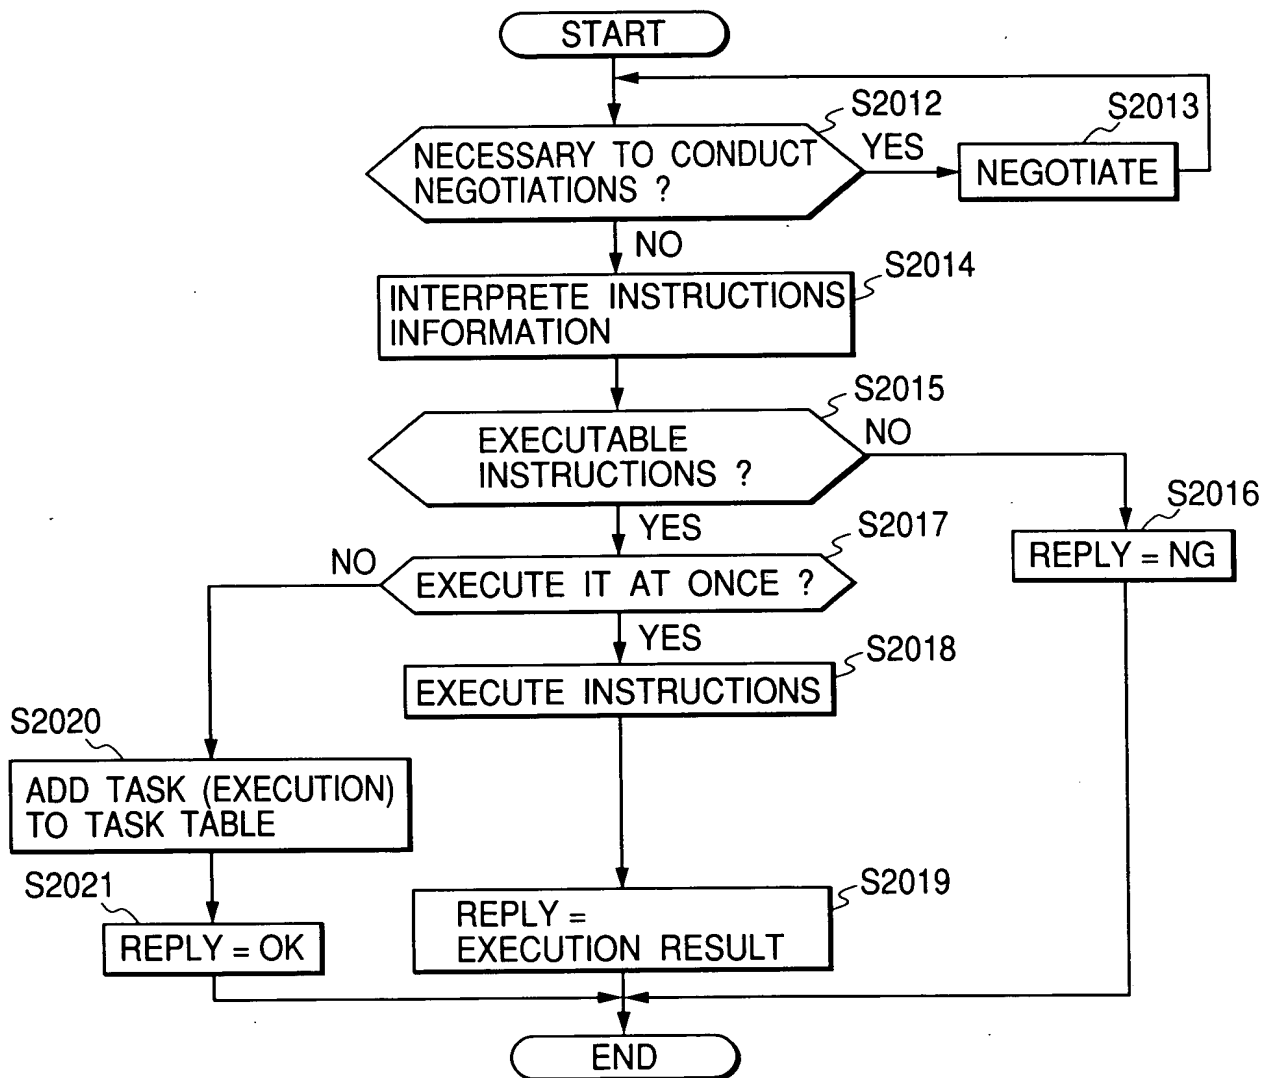 START
S2012
S2013
NECESSARY TO CONDUCT
NEGOTIATIONS ?
YES
NEGOTIATE
NO
S2014
INTERPRETE INSTRUCTIONS
INFORMATION
S2015
EXECUTABLE
INSTRUCTIONS ?
NO
S2016
REPLY = NG
YES
S2017
NO
EXECUTE IT AT ONCE ?
YES
S2018
EXECUTE INSTRUCTIONS
S2020
ADD TASK (EXECUTION)
TO TASK TABLE
S2021
REPLY = OK
S2019
REPLY =
EXECUTION RESULT
END